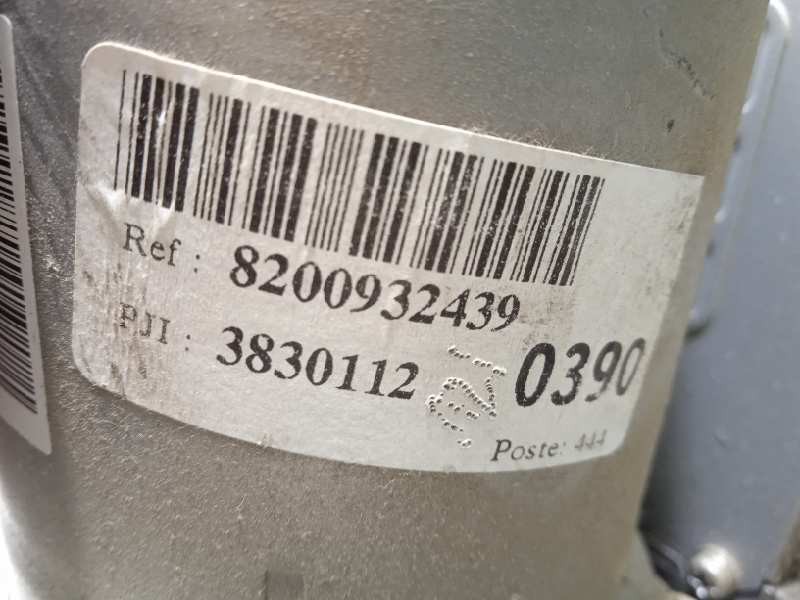 Ref : 8200932439
PJI : 3830112 0390
Poste: 444